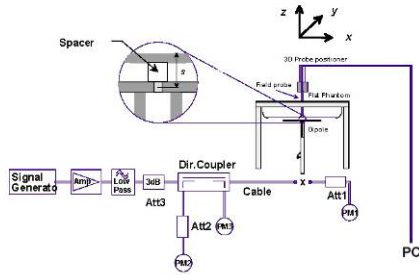 z
y
x
3D Probe positioner
Spacer
s
Field probe
Flat Phantom
Dipole
Signal
Generato
Amp
Low
Pass
3dB
Att3
Dir.Coupler
Cable
x
Att1
PM1
Att2
PM3
PM2
PC